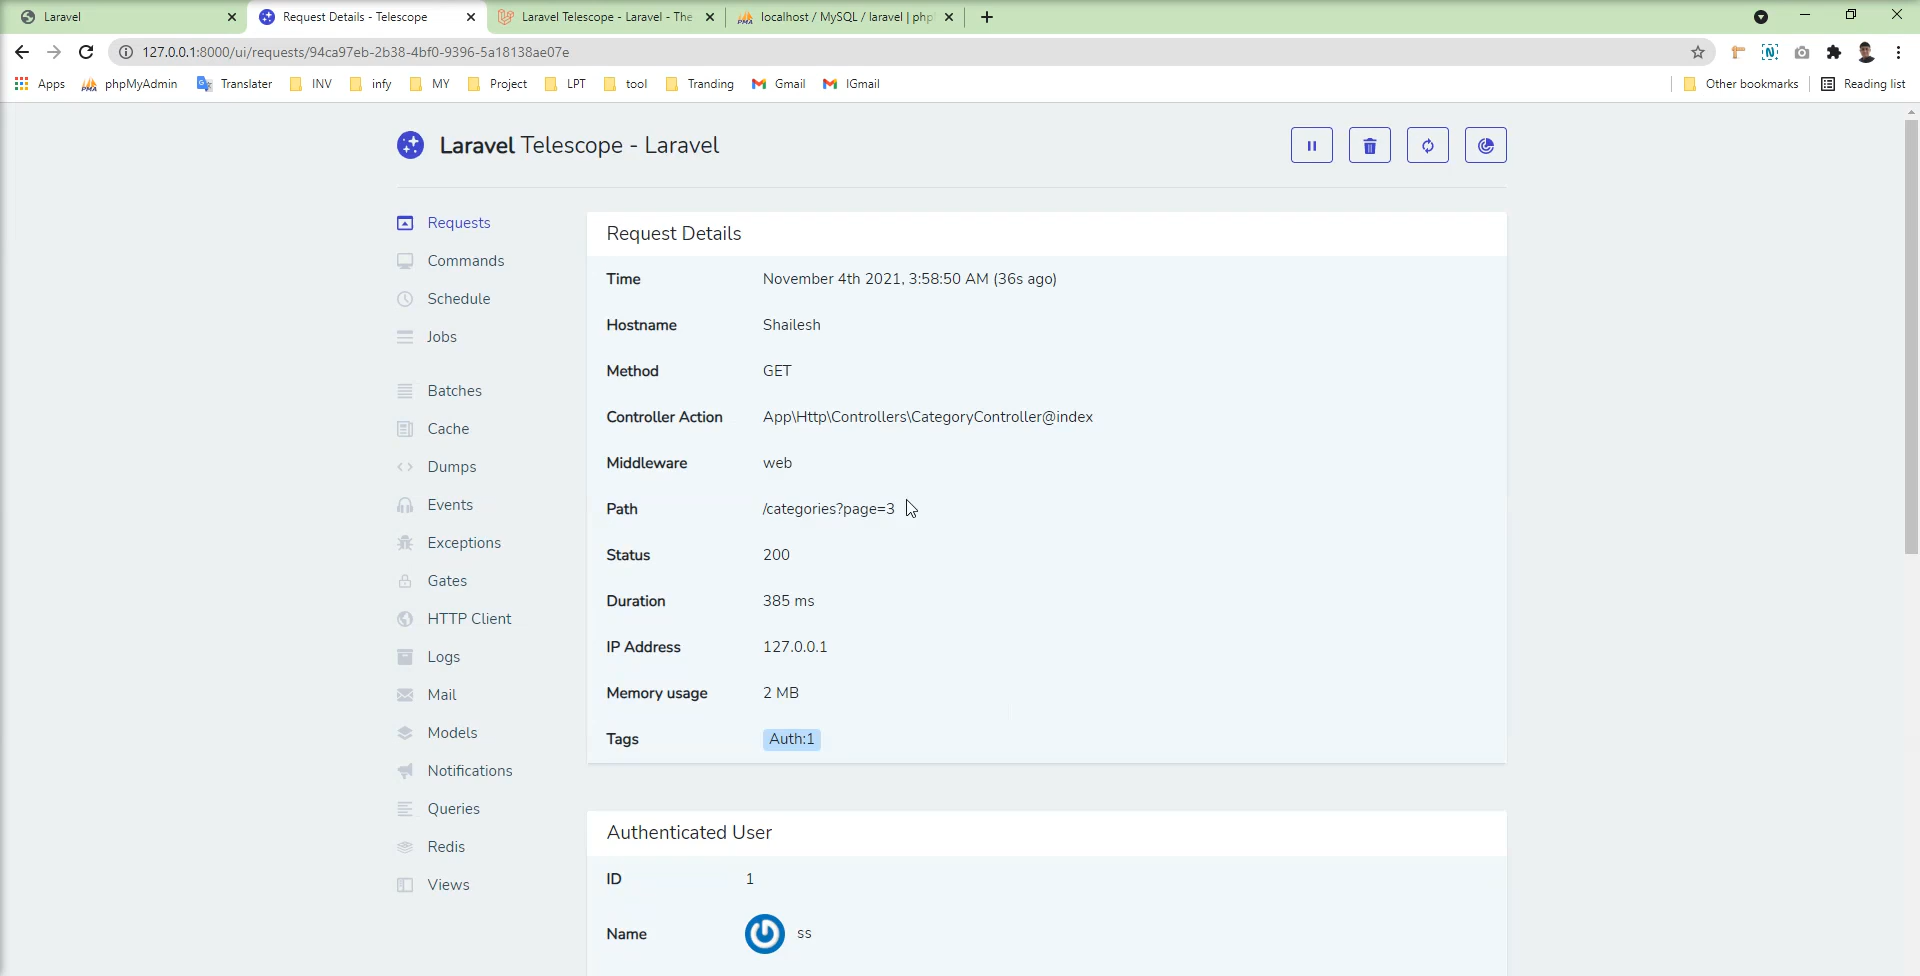 Laravel
Request Details - Telescope
Laravel Telescope - Laravel - The
localhost / MySQL / laravel | php
127.0.0.1:8000/ui/requests/94ca97eb-2b38-4bf0-9396-5a18138ae07e
Apps
phpMyAdmin
Translater
INV
infy
MY
Project
LPT
tool
Tranding
Gmail
IGmail
Other bookmarks
Reading list
Laravel Telescope - Laravel
Requests
Commands
Schedule
Jobs
Batches
Cache
Dumps
Events
Exceptions
Gates
HTTP Client
Logs
Mail
Models
Notifications
Queries
Redis
Views
Request Details
Time November 4th 2021, 3:58:50 AM (36s ago)
Hostname Shailesh
Method GET
Controller Action App\Http\Controllers\CategoryController@index
Middleware web
Path /categories?page=3
Status 200
Duration 385 ms
IP Address 127.0.0.1
Memory usage 2 MB
Tags Auth:1
Authenticated User
ID 1
Name ss